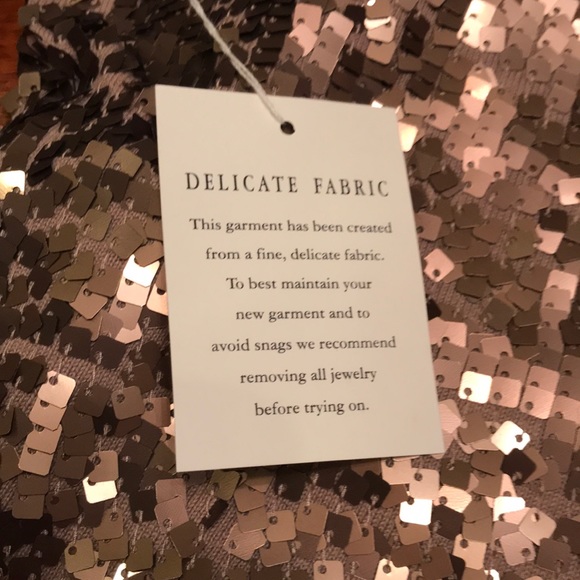 DELICATE FABRIC
This garment has been created
from a fine, delicate fabric.
To best maintain your
new garment and to
avoid snags we recommend
removing all jewelry
before trying on.